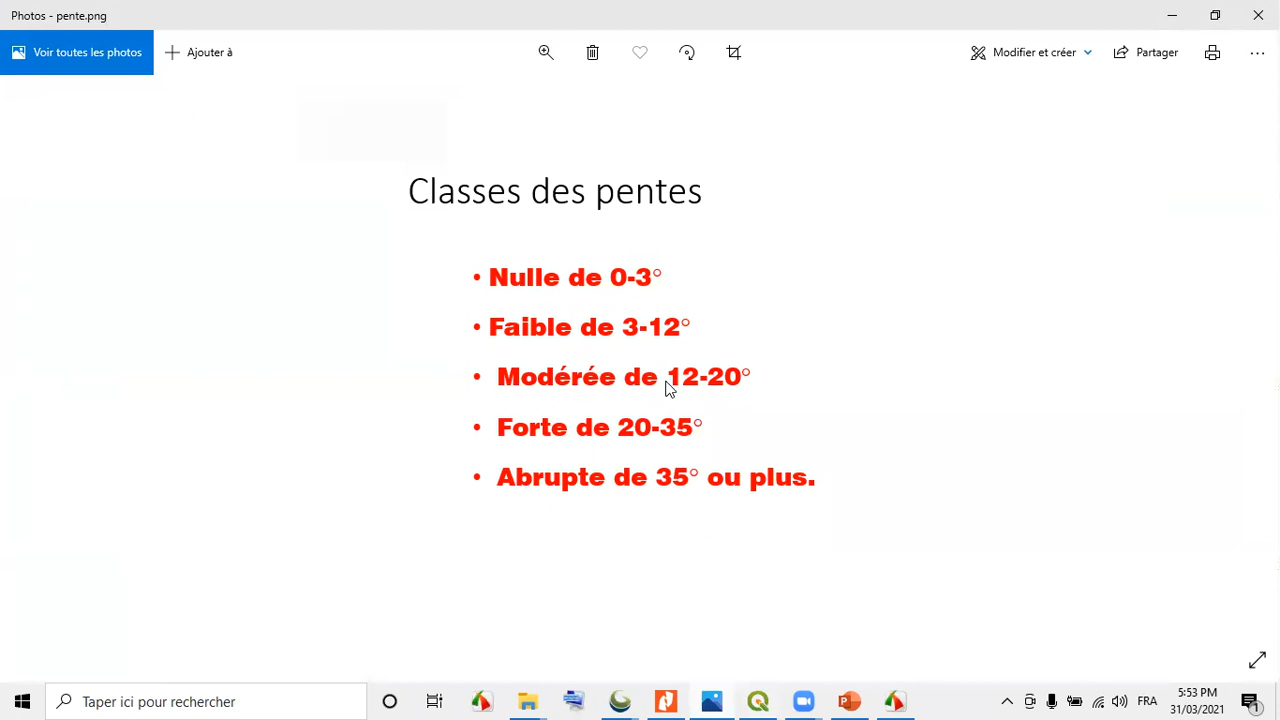 Photos - pente.png
Voir toutes les photos
Ajouter à
Modifier et créer
Partager
Classes des pentes
• Nulle de 0-3°
• Faible de 3-12°
• Modérée de 12-20°
• Forte de 20-35°
• Abrupte de 35° ou plus.
Taper ici pour rechercher
FRA
5:53 PM
31/03/2021
1